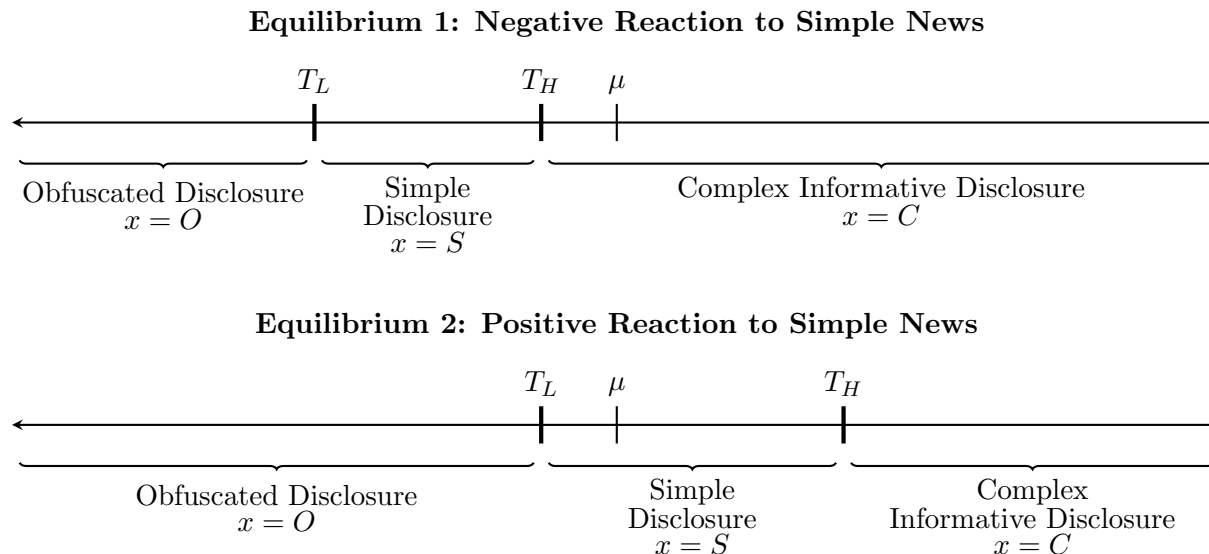 Equilibrium 1: Negative Reaction to Simple News
T_L T_H μ
Obfuscated Disclosure
x = O
Simple
Disclosure
x = S
Complex Informative Disclosure
x = C
Equilibrium 2: Positive Reaction to Simple News
T_L μ T_H
Obfuscated Disclosure
x = O
Simple
Disclosure
x = S
Complex
Informative Disclosure
x = C